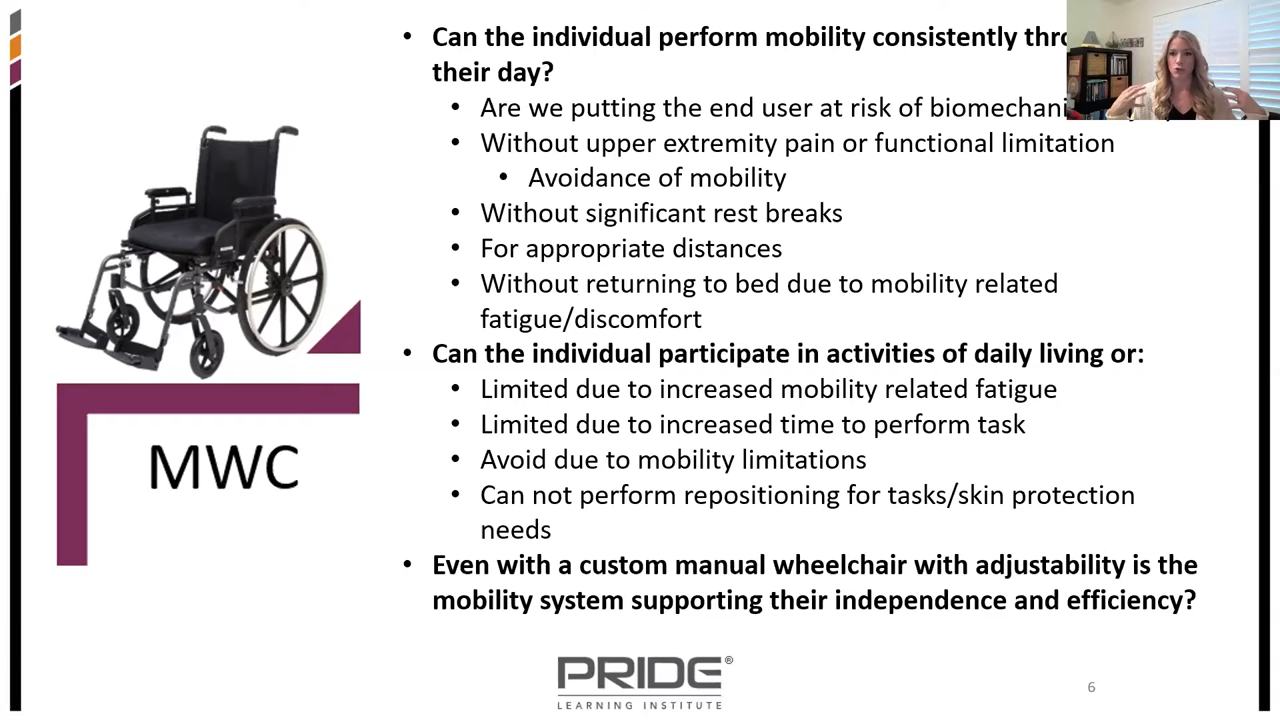 Can the individual perform mobility consistently
their day?
Are we putting the end user at risk of
Without upper extremity pain or functional limitation
Avoidance of mobility
Without significant rest breaks
For appropriate distances
Without returning to bed due to mobility related
fatigue/discomfort
Can the individual participate in activities of daily living or:
Limited due to increased mobility related fatigue
Limited due to increased time to perform task
Avoid due to mobility limitations
Can not perform repositioning for tasks/skin protection
needs
Even with a custom manual wheelchair with adjustability is the
mobility system supporting their independence and efficiency?
MWC
PRIDE®
LEARNING INSTITUTE
6